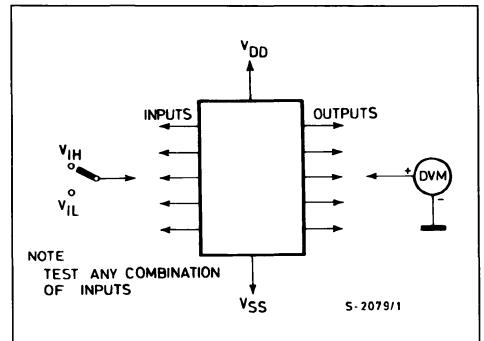 VDD
INPUTS
OUTPUTS
VIH
VIL
+
DVM
-
NOTE
TEST ANY COMBINATION
OF INPUTS
VSS
S-2079/1